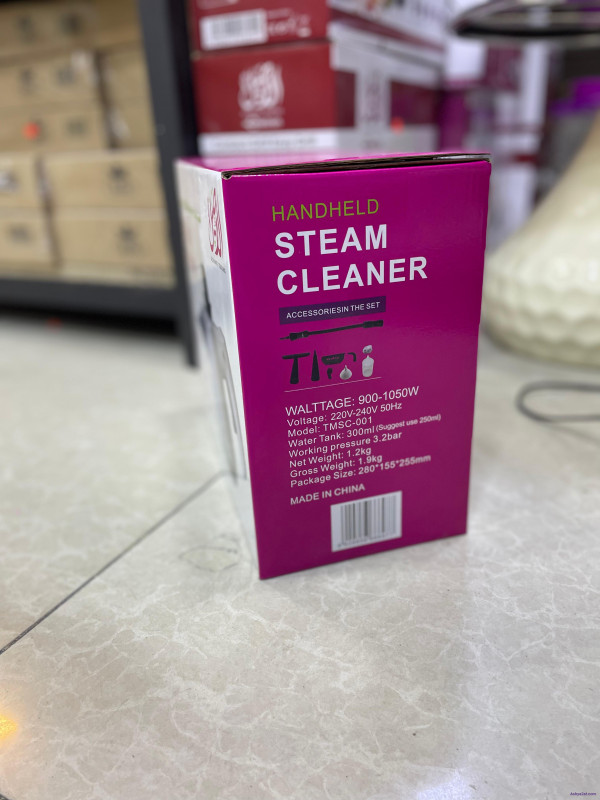 HANDHELD
STEAM
CLEANER
ACCESSORIESIN THE SET
WALTTAGE: 900-1050W
Voltage: 220V-240V 50Hz
Model: TMSC-001
Water Tank: 300ml (Suggost use 250ml)
Working pressure 3.2bar
Net Weight: 1.2kg
Gross Weight: 1.9kg
Package Size: 280*155*255mm
MADE IN CHINA